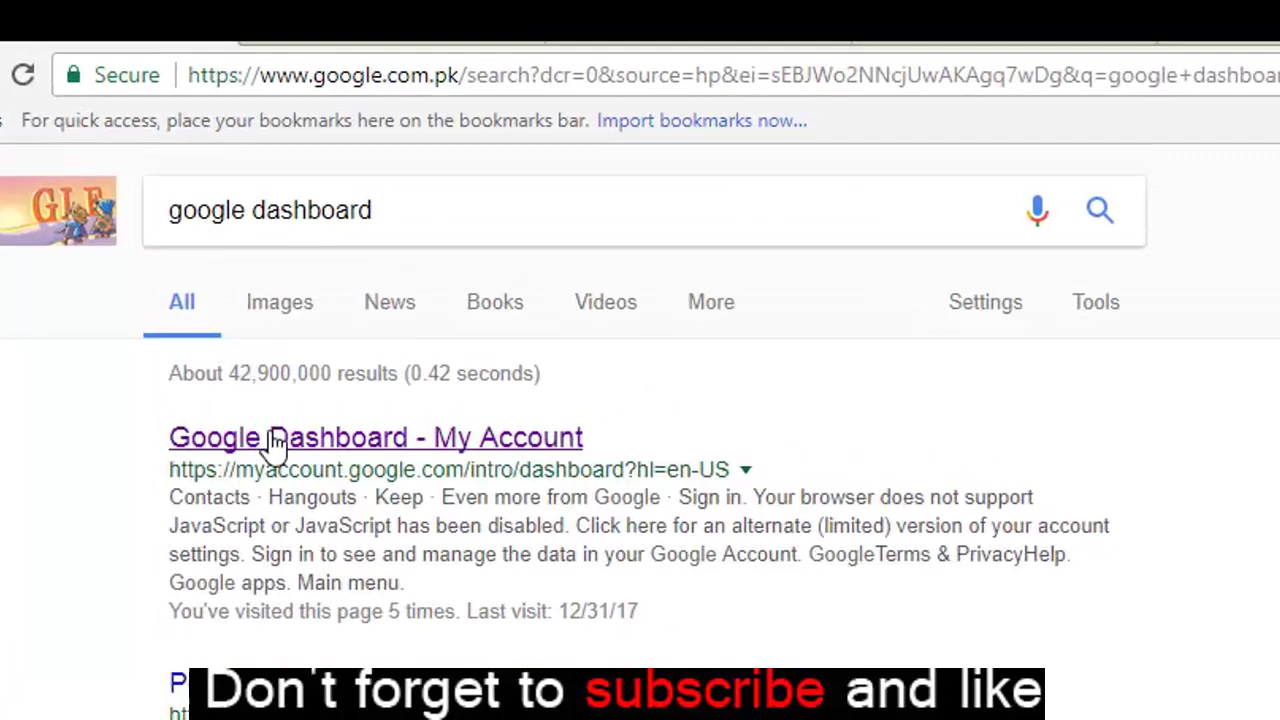 Secure https://www.google.com.pk/search?dcr=0&source=hp&ei=sEBJWo2NNcjUwAKAgq7wDg&q=google+dashboar
For quick access, place your bookmarks here on the bookmarks bar. Import bookmarks now...
GLE google dashboard
All Images News Books Videos More Settings Tools
About 42,900,000 results (0.42 seconds)
Google Dashboard - My Account
https://myaccount.google.com/intro/dashboard?hl=en-US
Contacts · Hangouts · Keep · Even more from Google · Sign in. Your browser does not support
JavaScript or JavaScript has been disabled. Click here for an alternate (limited) version of your account
settings. Sign in to see and manage the data in your Google Account. GoogleTerms & PrivacyHelp.
Google apps. Main menu.
You've visited this page 5 times. Last visit: 12/31/17
P
Don't forget to subscribe and like